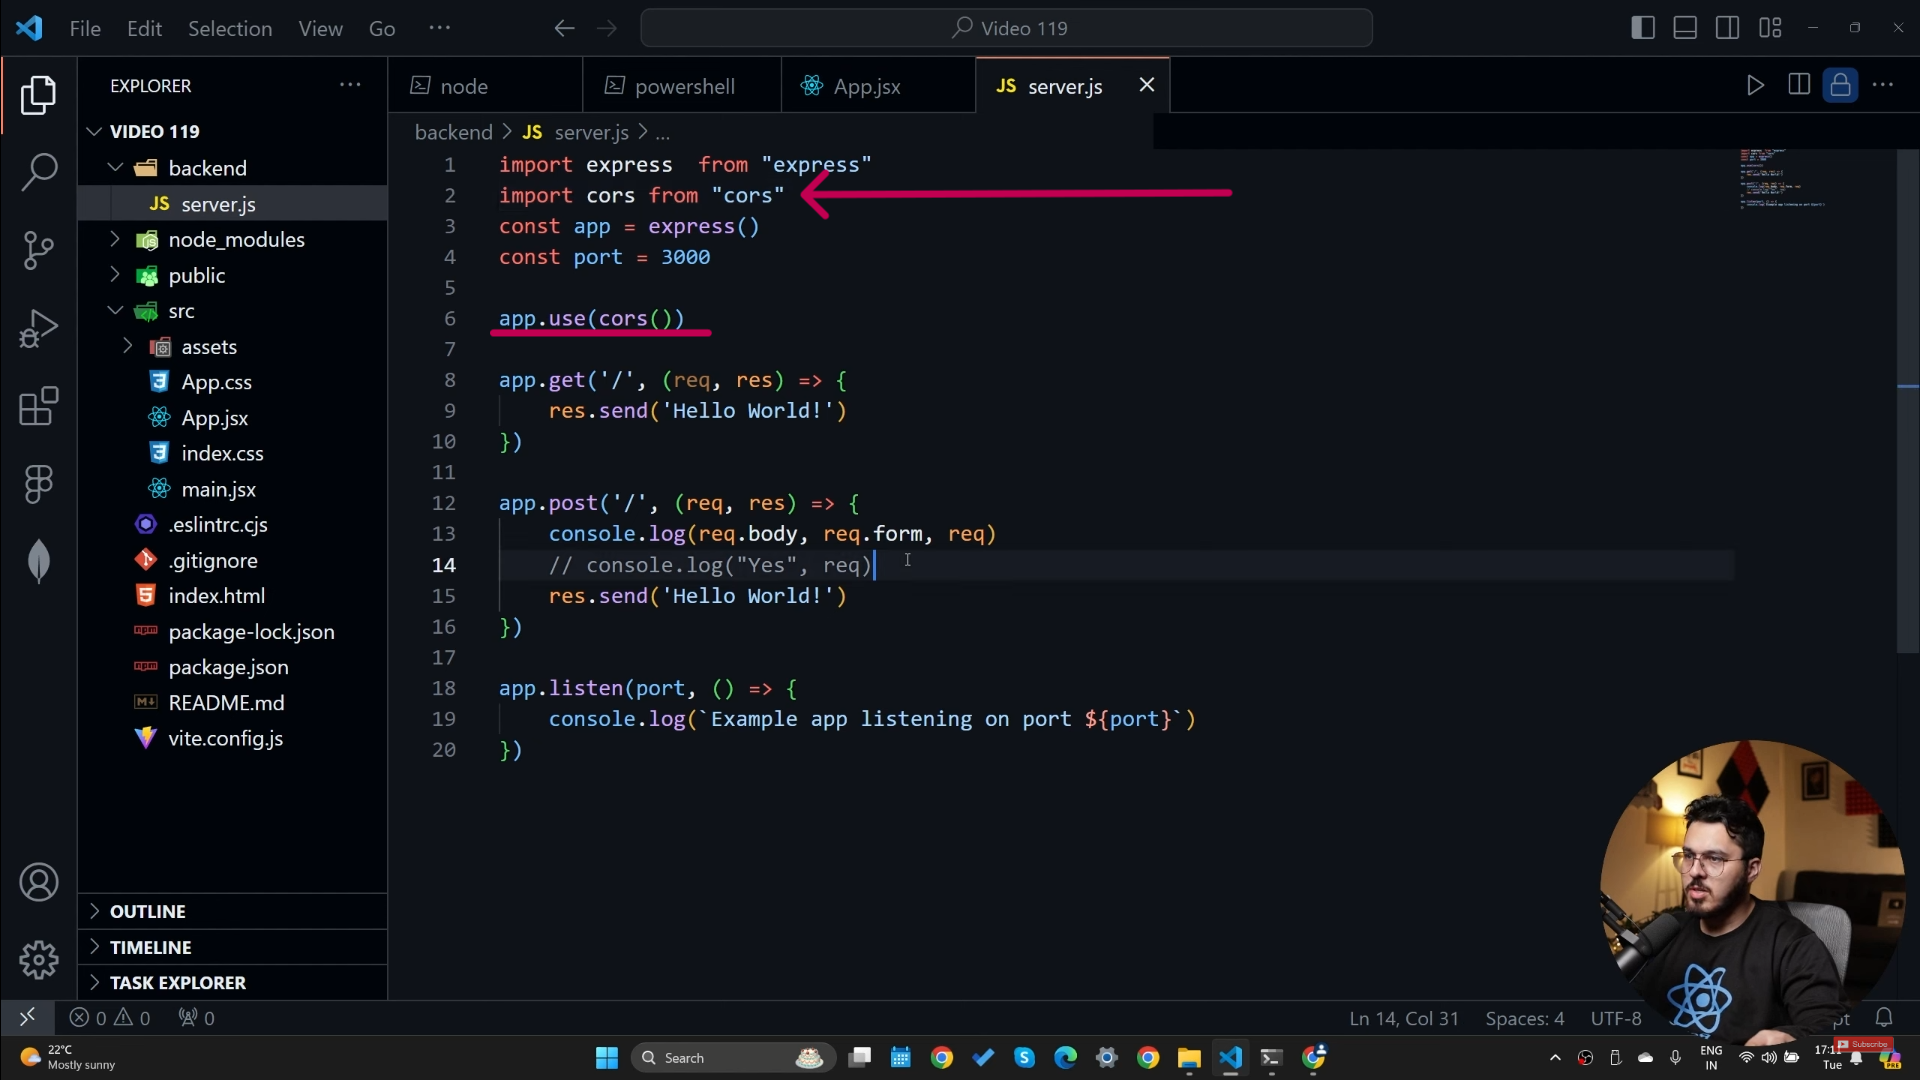 File Edit Selection View Go ··· Video 119
EXPLORER ···
VIDEO 119
backend
JS server.js
node_modules
public
src
assets
App.css
App.jsx
index.css
main.jsx
.eslintrc.cjs
.gitignore
index.html
package-lock.json
package.json
README.md
vite.config.js
OUTLINE
TIMELINE
TASK EXPLORER
node powershell App.jsx JS server.js
backend > JS server.js > ...
1 import express  from "express"
2 import cors from "cors"
3 const app = express()
4 const port = 3000
5
6 app.use(cors())
7
8 app.get('/', (req, res) => {
9 res.send('Hello World!')
10 })
11
12 app.post('/', (req, res) => {
13 console.log(req.body, req.form, req)
14 // console.log("Yes", req)
15 res.send('Hello World!')
16 })
17
18 app.listen(port, () => {
19 console.log(`Example app listening on port ${port}`)
20 })
0 0 0 Ln 14, Col 31 Spaces: 4 UTF-8
22°C
Mostly sunny
Search
ENG
IN
Tue
Subscribe
PRE